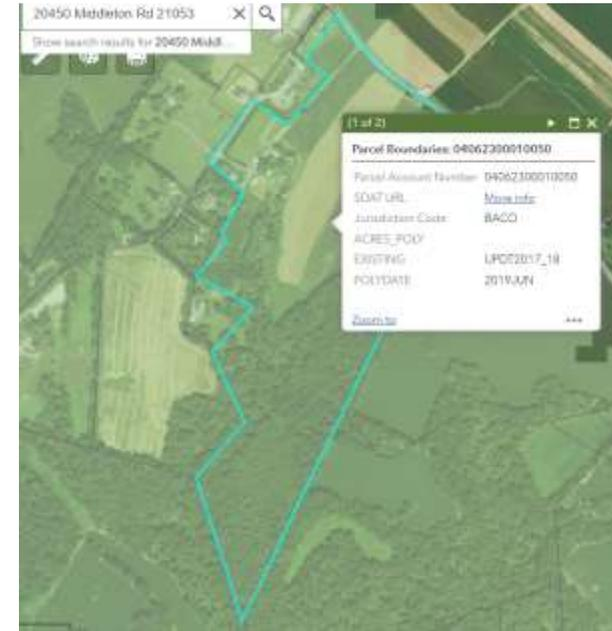 20450 Middleton Rd 21053
Show search results for 20450 Middl...
(1 of 2)
Parcel Boundaries: 04062300010050
Parcel Account Number 04062300010050
SDAT URL More info
Jurisdiction Code BACO
ACRES_POLY
EXISTING UPDT2017_18
POLYDATE 2019JUN
Zoom to